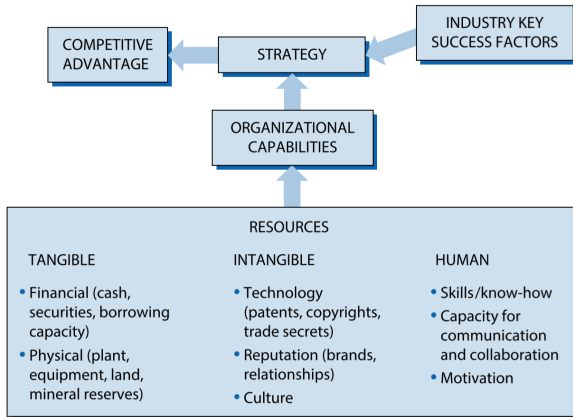 COMPETITIVE
ADVANTAGE
STRATEGY
INDUSTRY KEY
SUCCESS FACTORS
ORGANIZATIONAL
CAPABILITIES
RESOURCES
TANGIBLE
• Financial (cash,
securities, borrowing
capacity)
• Physical (plant,
equipment, land,
mineral reserves)
INTANGIBLE
• Technology
(patents, copyrights,
trade secrets)
• Reputation (brands,
relationships)
• Culture
HUMAN
• Skills/know-how
• Capacity for
communication
and collaboration
• Motivation